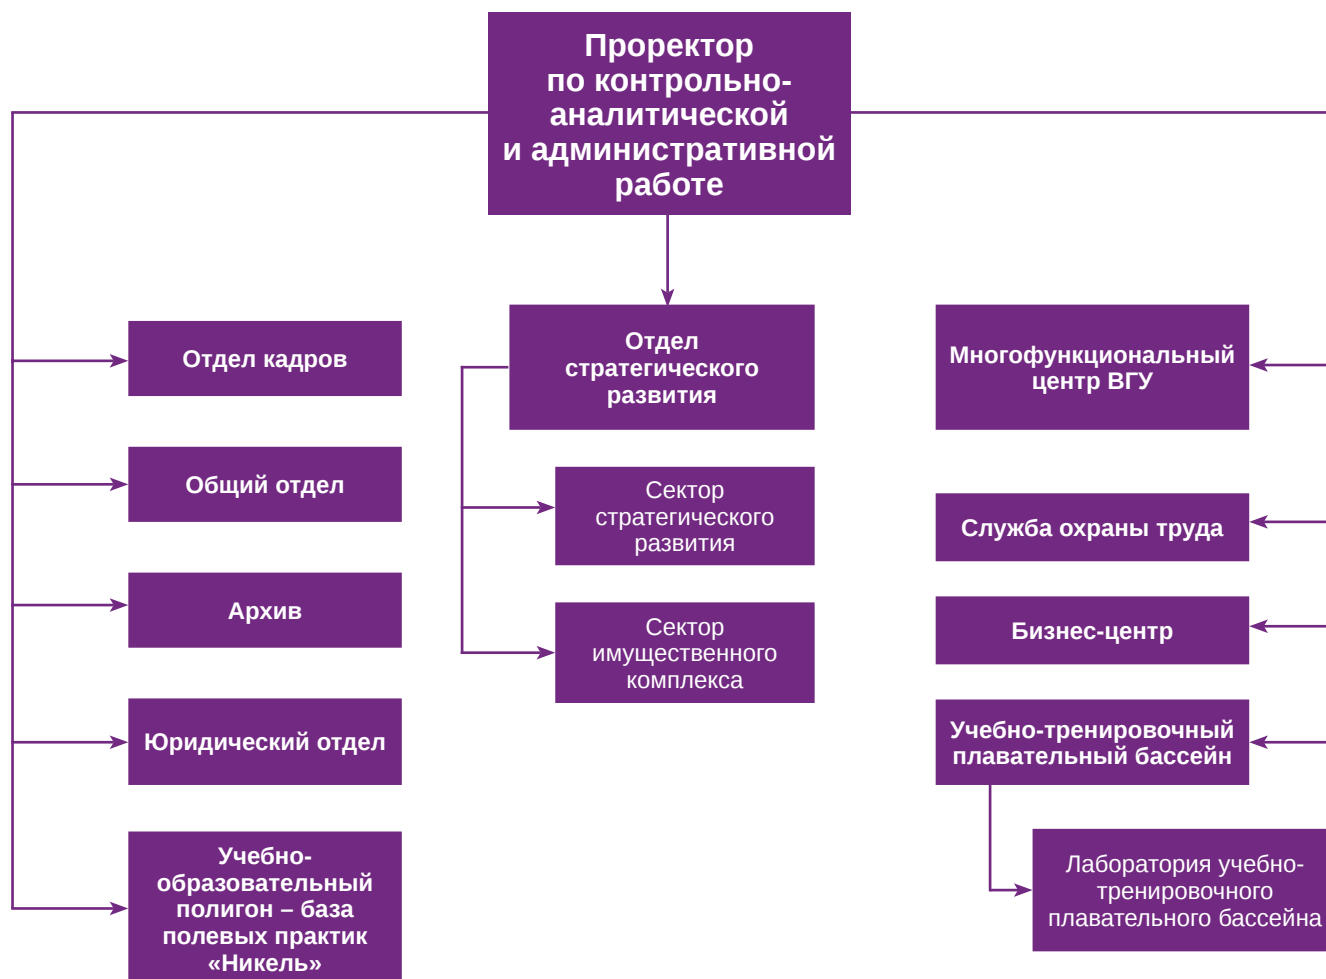 Проректор
по контрольно-
аналитической
и административной
работе
Отдел кадров
Общий отдел
Архив
Юридический отдел
Учебно-
образовательный
полигон – база
полевых практик
«Никель»
Отдел
стратегического
развития
Сектор
стратегического
развития
Сектор
имущественного
комплекса
Многофункциональный
центр ВГУ
Служба охраны труда
Бизнес-центр
Учебно-тренировочный
плавательный бассейн
Лаборатория учебно-
тренировочного
плавательного бассейна